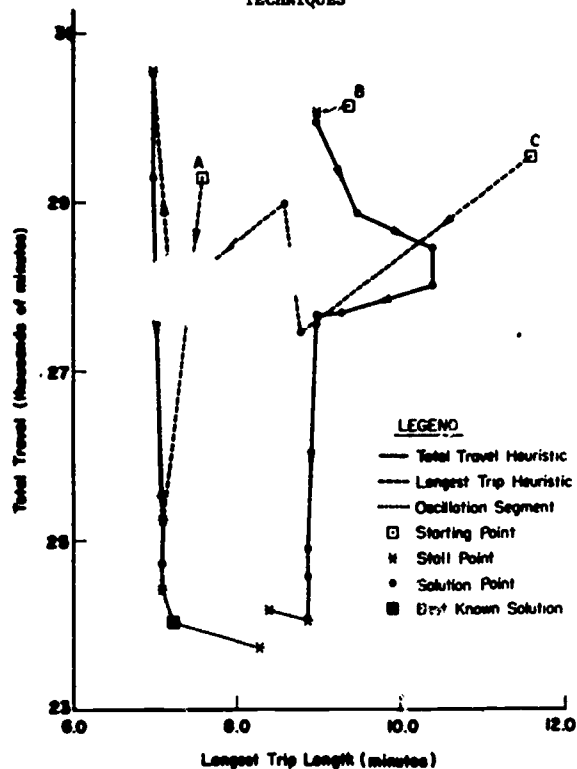 TECHNIQUES
30
29
27
25
23
Total Travel (thousands of minutes)
A
B
C
LEGEND
Total Travel Heuristic
Longest Trip Heuristic
Oscillation Segment
Starting Point
Stall Point
Solution Point
Best Known Solution
6.0 8.0 10.0 12.0
Longest Trip Length (minutes)